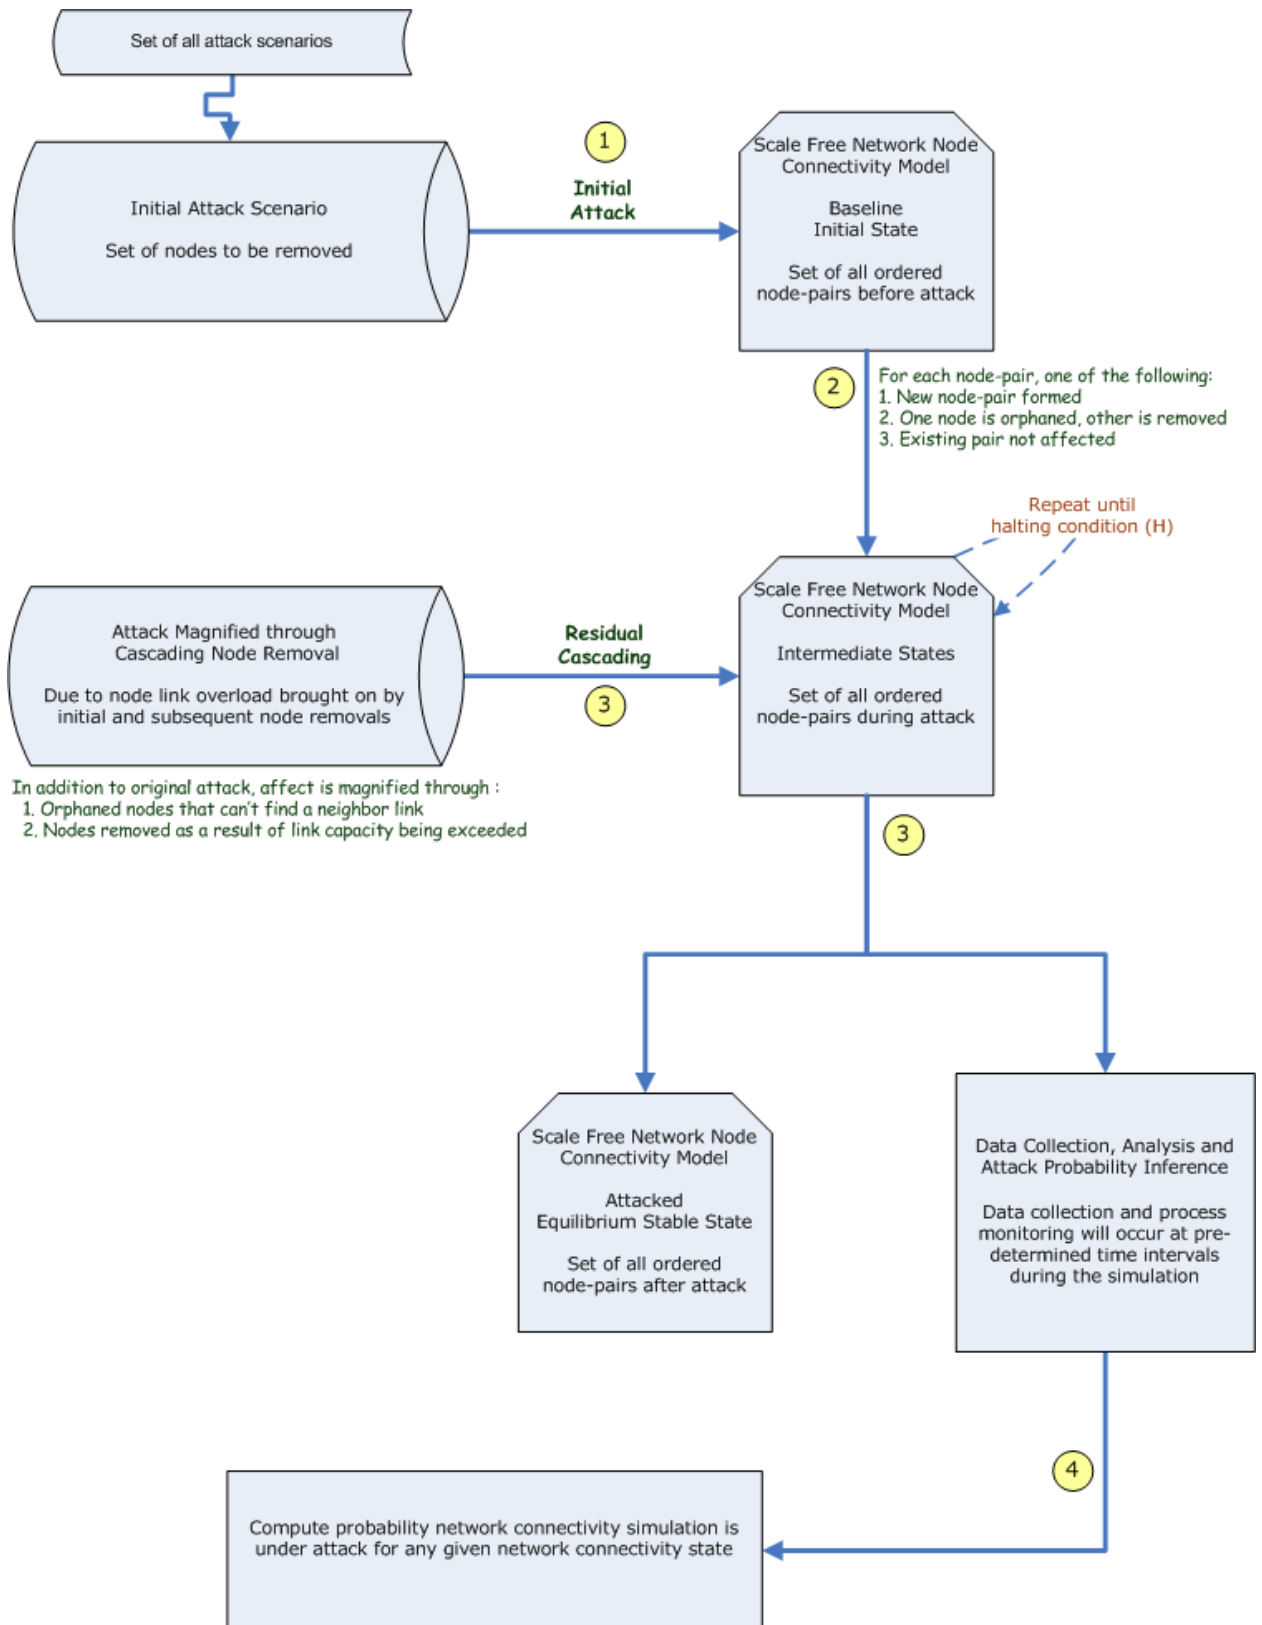 Set of all attack scenarios
Initial Attack Scenario
Set of nodes to be removed
1
Initial
Attack
Scale Free Network Node
Connectivity Model
Baseline
Initial State
Set of all ordered
node-pairs before attack
2
For each node-pair, one of the following:
1. New node-pair formed
2. One node is orphaned, other is removed
3. Existing pair not affected
Repeat until
halting condition (H)
Attack Magnified through
Cascading Node Removal
Due to node link overload brought on by
initial and subsequent node removals
Residual
Cascading
3
Scale Free Network Node
Connectivity Model
Intermediate States
Set of all ordered
node-pairs during attack
In addition to original attack, affect is magnified through :
1. Orphaned nodes that can't find a neighbor link
2. Nodes removed as a result of link capacity being exceeded
3
Scale Free Network Node
Connectivity Model
Attacked
Equilibrium Stable State
Set of all ordered
node-pairs after attack
Data Collection, Analysis and
Attack Probability Inference
Data collection and process
monitoring will occur at pre-
determined time intervals
during the simulation
4
Compute probability network connectivity simulation is
under attack for any given network connectivity state